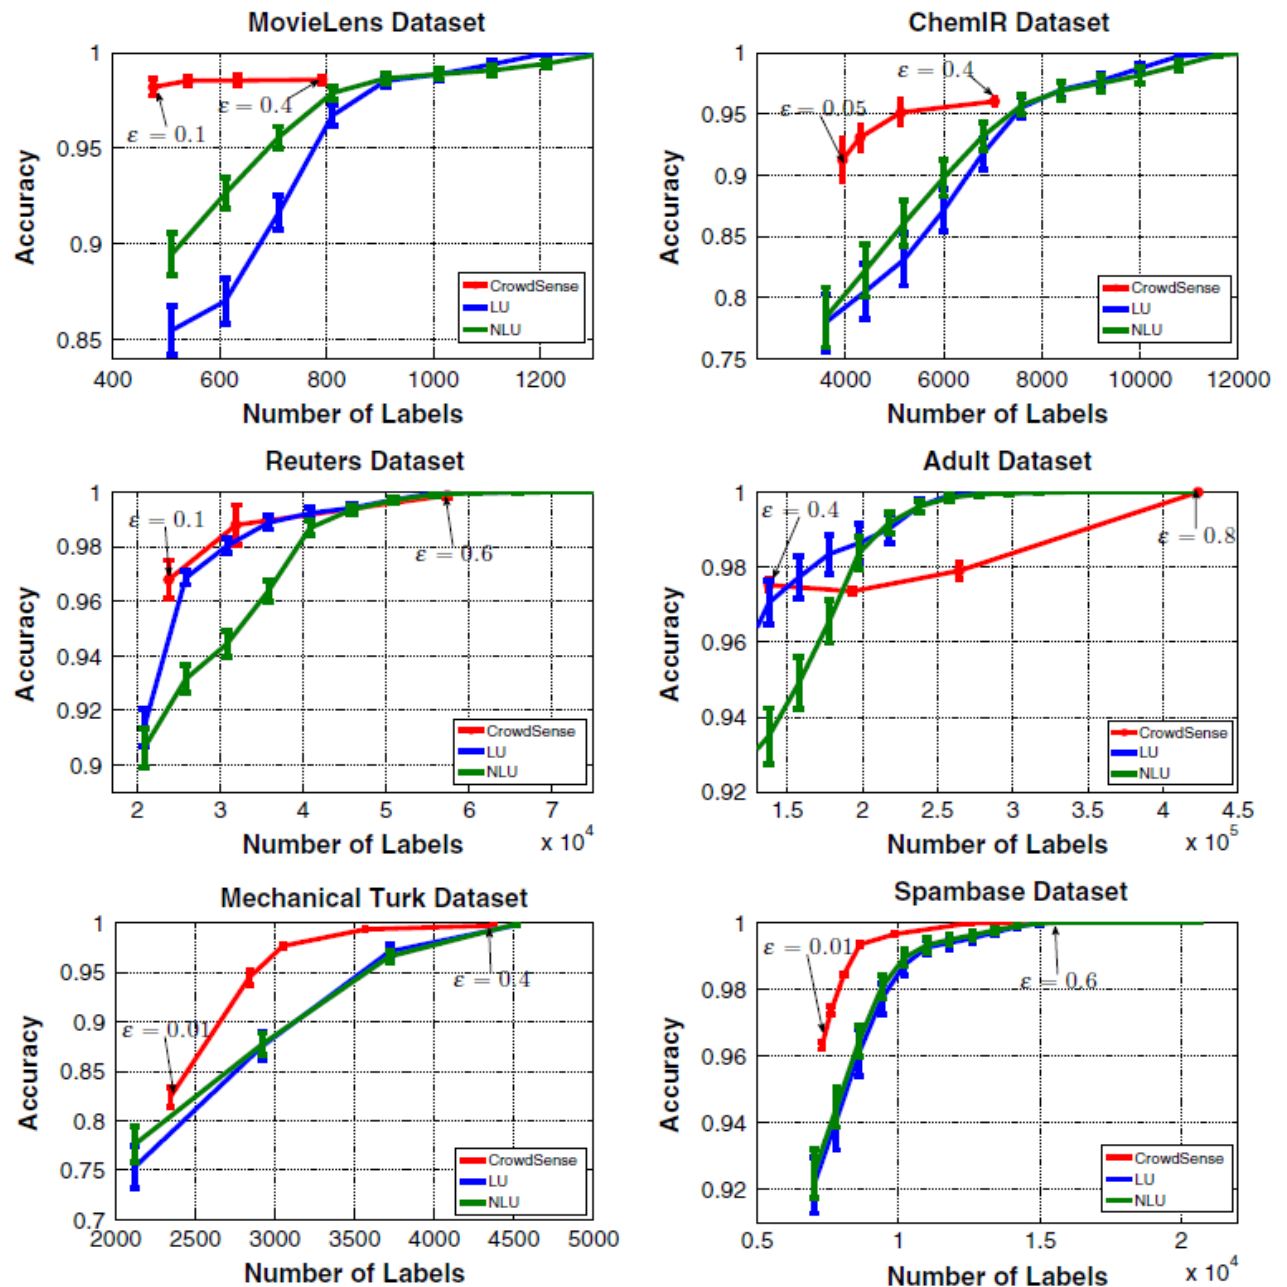 MovieLens Dataset
1
0.95
0.9
0.85
Accuracy
ε = 0.1
ε = 0.4
CrowdSense
LU
NLU
400 600 800 1000 1200
Number of Labels
ChemIR Dataset
1
0.95
0.9
0.85
0.8
0.75
Accuracy
ε = 0.4
ε = 0.05
CrowdSense
LU
NLU
4000 6000 8000 10000 12000
Number of Labels
Reuters Dataset
1
0.98
0.96
0.94
0.92
0.9
Accuracy
ε = 0.1
ε = 0.6
CrowdSense
LU
NLU
2 3 4 5 6 7
Number of Labels x 10^4
Adult Dataset
1
0.98
0.96
0.94
0.92
Accuracy
ε = 0.4
ε = 0.8
CrowdSense
LU
NLU
1.5 2 2.5 3 3.5 4 4.5
Number of Labels x 10^5
Mechanical Turk Dataset
1
0.95
0.9
0.85
0.8
0.75
0.7
Accuracy
ε = 0.4
ε = 0.01
CrowdSense
LU
NLU
2000 2500 3000 3500 4000 4500 5000
Number of Labels
Spambase Dataset
1
0.98
0.96
0.94
0.92
Accuracy
ε = 0.01
ε = 0.6
CrowdSense
LU
NLU
0.5 1 1.5 2
Number of Labels x 10^4